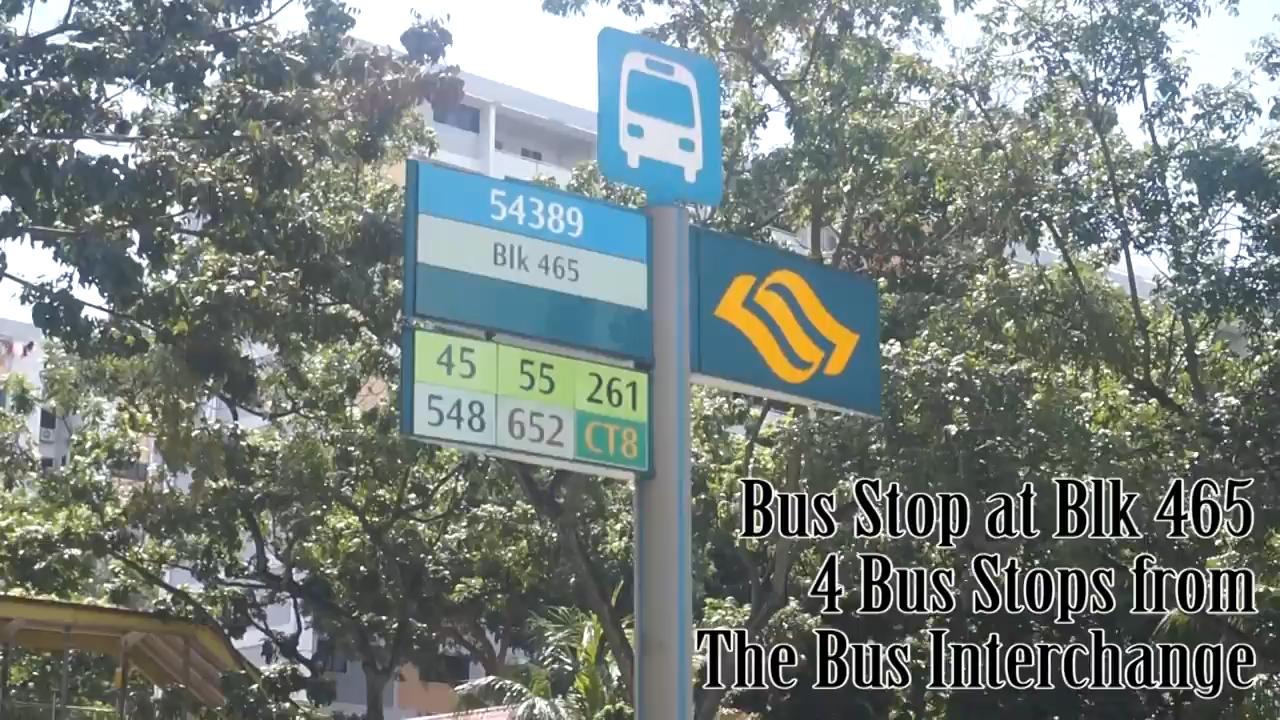 54389
Blk 465
45 55 261
548 652 CT8
Bus Stop at Blk 465
4 Bus Stops from
The Bus Interchange